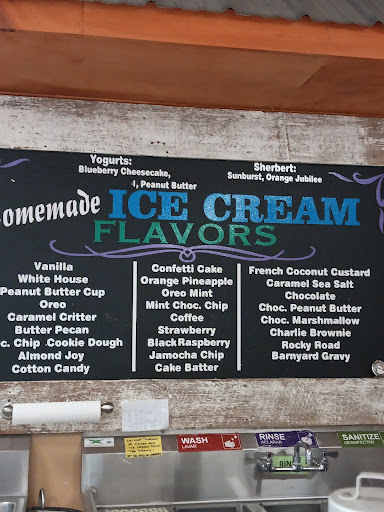 Yogurts:
Blueberry Cheesecake,
Peanut Butter
Sherbert:
Sunburst, Orange Jubilee
omemade ICE CREAM
FLAVORS
Vanilla
White House
Peanut Butter Cup
Oreo
Caramel Critter
Butter Pecan
c. Chip .Cookie Dough
Almond Joy
Cotton Candy
Confetti Cake
Orange Pineapple
Oreo Mint
Mint Choc. Chip
Coffee
Strawberry
Black Raspberry
Jamocha Chip
Cake Batter
French Coconut Custard
Caramel Sea Salt
Chocolate
Choc. Peanut Butter
Choc. Marshmallow
Charlie Brownie
Rocky Road
Barnyard Gravy
WASH
LAVAR
RINSE
ACLARAR
SANITIZE
DESINFECTAR